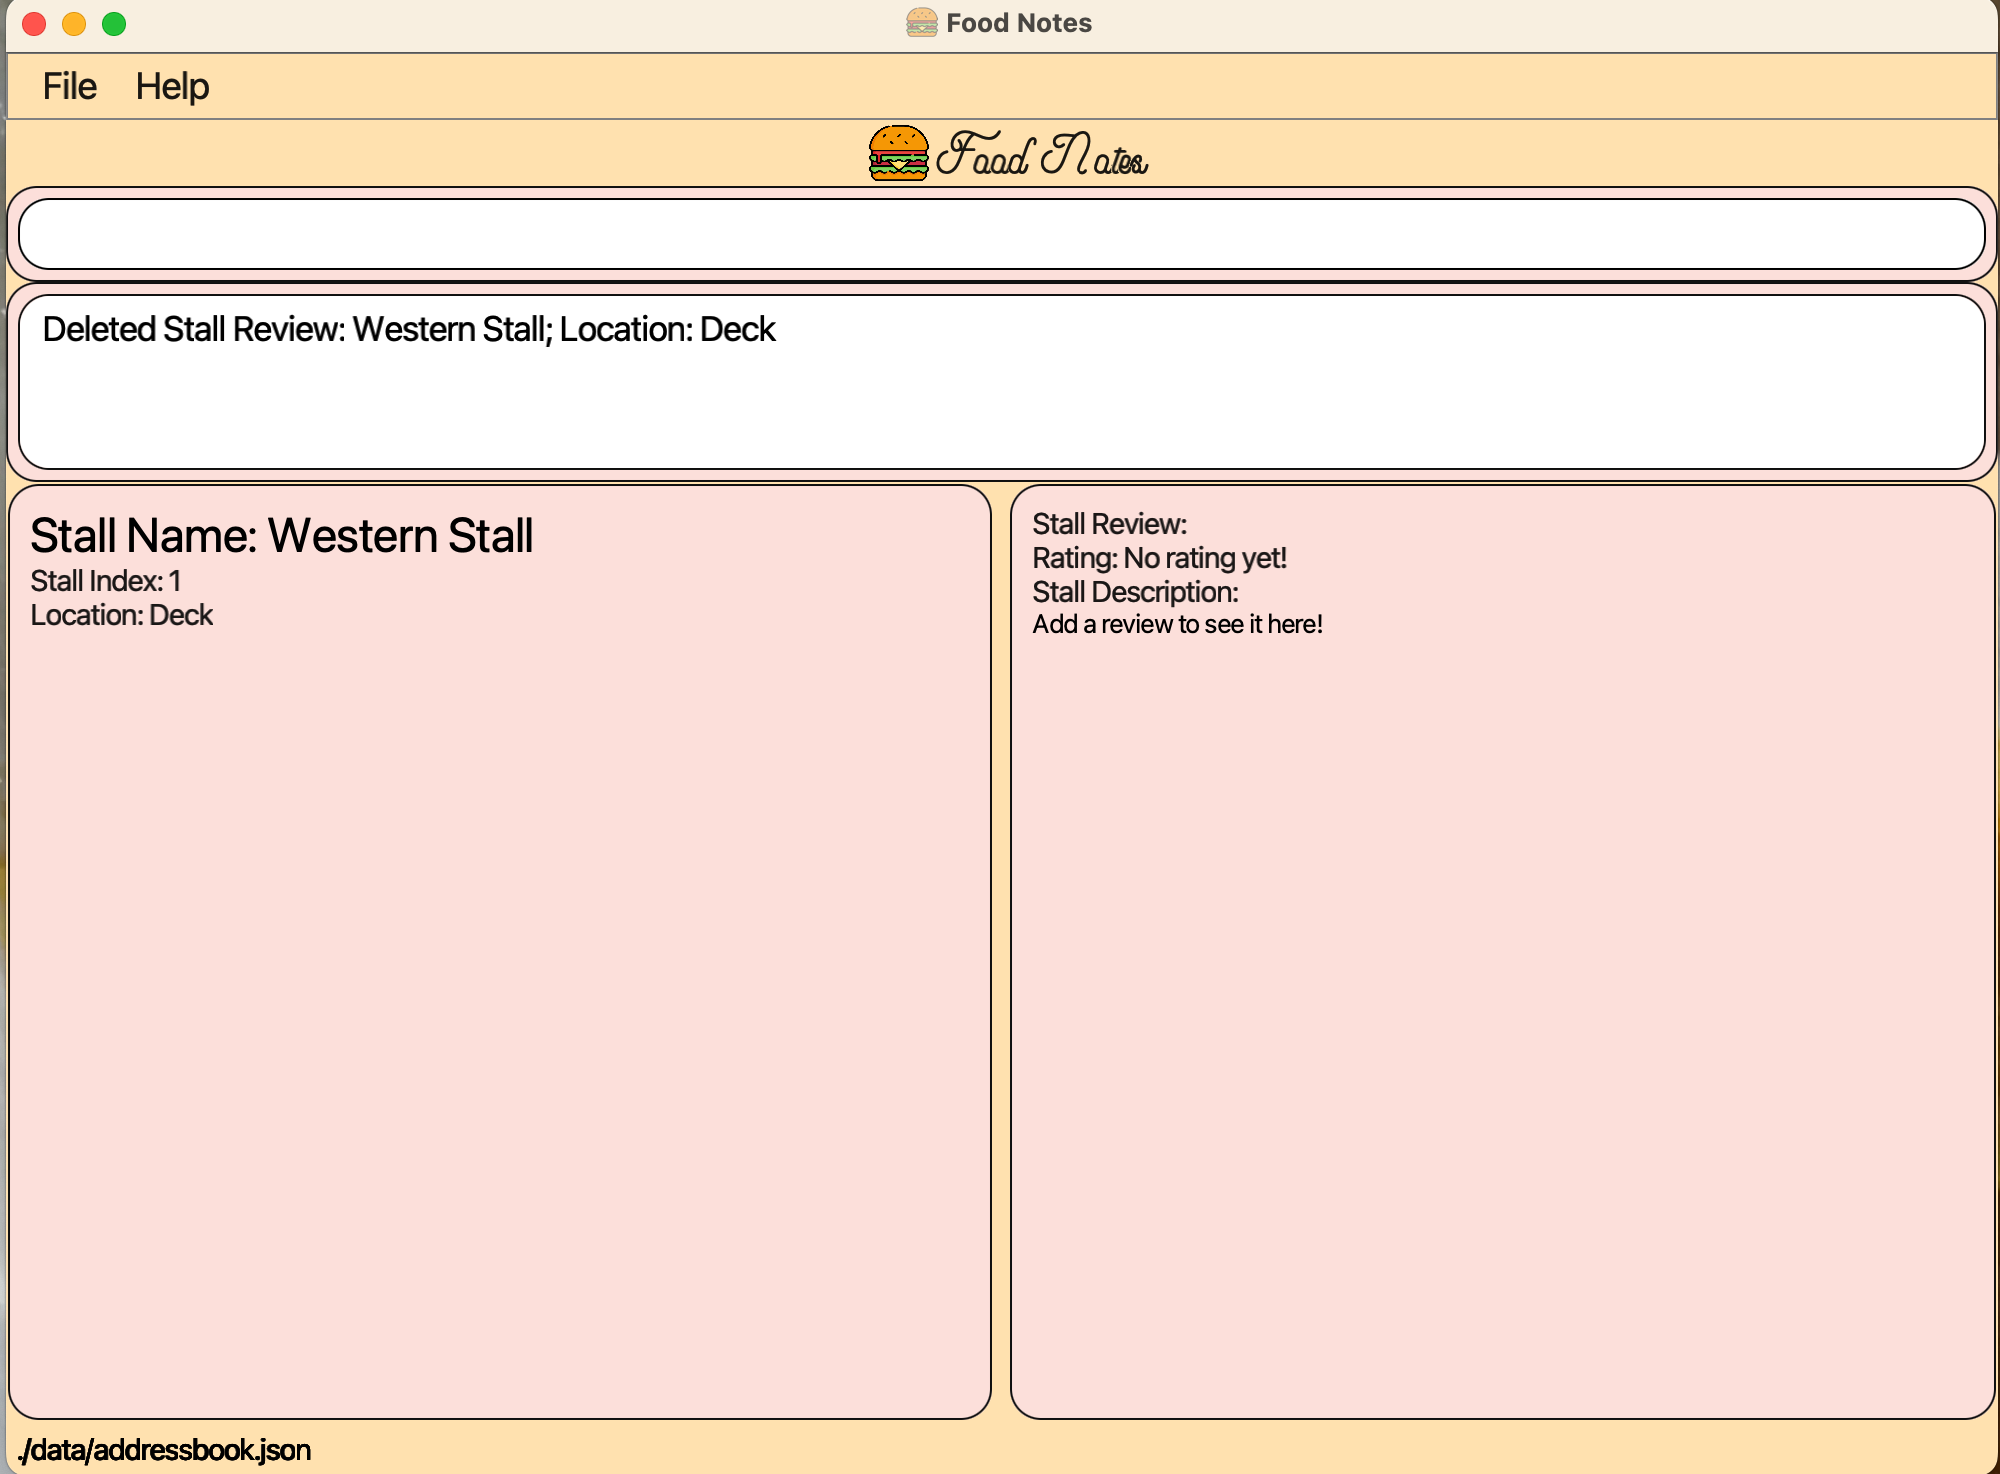 Food Notes
File Help
Food Notes
Deleted Stall Review: Western Stall; Location: Deck
Stall Name: Western Stall
Stall Index: 1
Location: Deck
Stall Review:
Rating: No rating yet!
Stall Description:
Add a review to see it here!
./data/addressbook.json